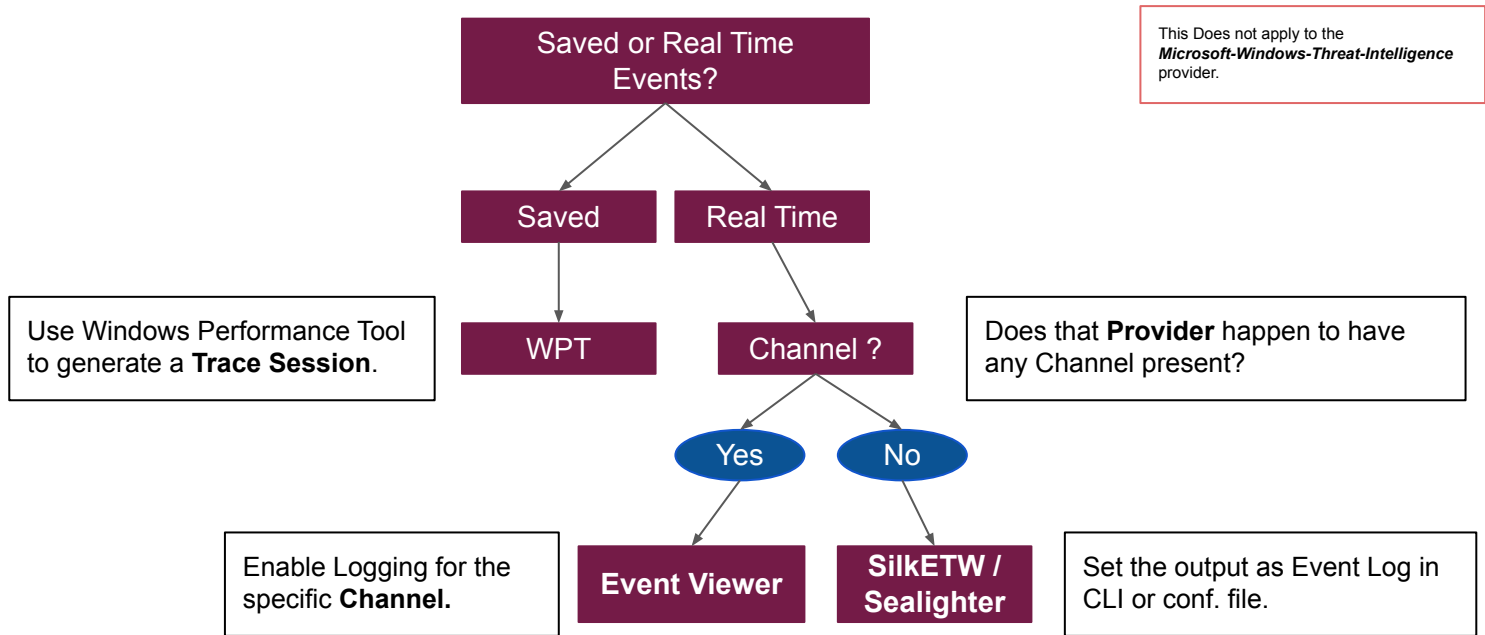 Saved or Real Time
Events?
This Does not apply to the
Microsoft-Windows-Threat-Intelligence
provider.
Saved
Real Time
Use Windows Performance Tool
to generate a Trace Session.
WPT
Channel ?
Does that Provider happen to have
any Channel present?
Yes
No
Enable Logging for the
specific Channel.
Event Viewer
SilkETW /
Sealighter
Set the output as Event Log in
CLI or conf. file.